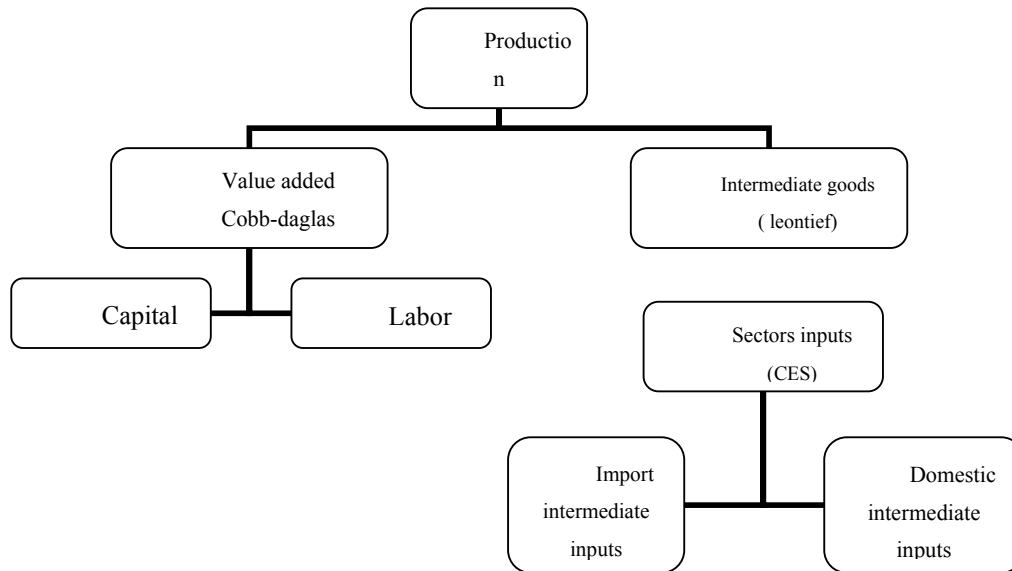 Productio
n
Value added
Cobb-daglas
Intermediate goods
( leontief)
Capital
Labor
Sectors inputs
(CES)
Import
intermediate
inputs
Domestic
intermediate
inputs